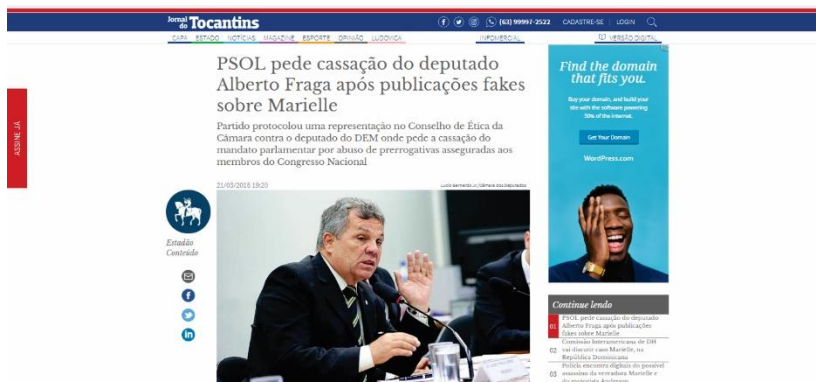 Jornal do Tocantins
(63) 99997-2522 CADASTRE-SE LOGIN
CAPA ESTADO NOTÍCIAS MAGAZINE ESPORTE OPINIÃO LUDOVICA INFOMERCIAL VERSÃO DIGITAL
ASSINE JÁ
PSOL pede cassação do deputado
Alberto Fraga após publicações fakes
sobre Marielle
Partido protocolou uma representação no Conselho de Ética da
Câmara contra o deputado do DEM onde pede a cassação do
mandato parlamentar por abuso de prerrogativas asseguradas aos
membros do Congresso Nacional
21/03/2018 19:20
Lucio Bernardo Jr./Câmara dos Deputados
Estadão
Conteúdo
Find the domain
that fits you.
Buy your domain, and build your
site with the software powering
30% of the internet.
Get Your Domain
WordPress.com
Continue lendo
01 PSOL pede cassação do deputado
Alberto Fraga após publicações
fakes sobre Marielle
02 Comissão Interamericana de DH
vai discutir caso Marielle, na
República Dominicana
03 Polícia encontra digitais do possível
assassino da vereadora Marielle e
do motorista Anderson